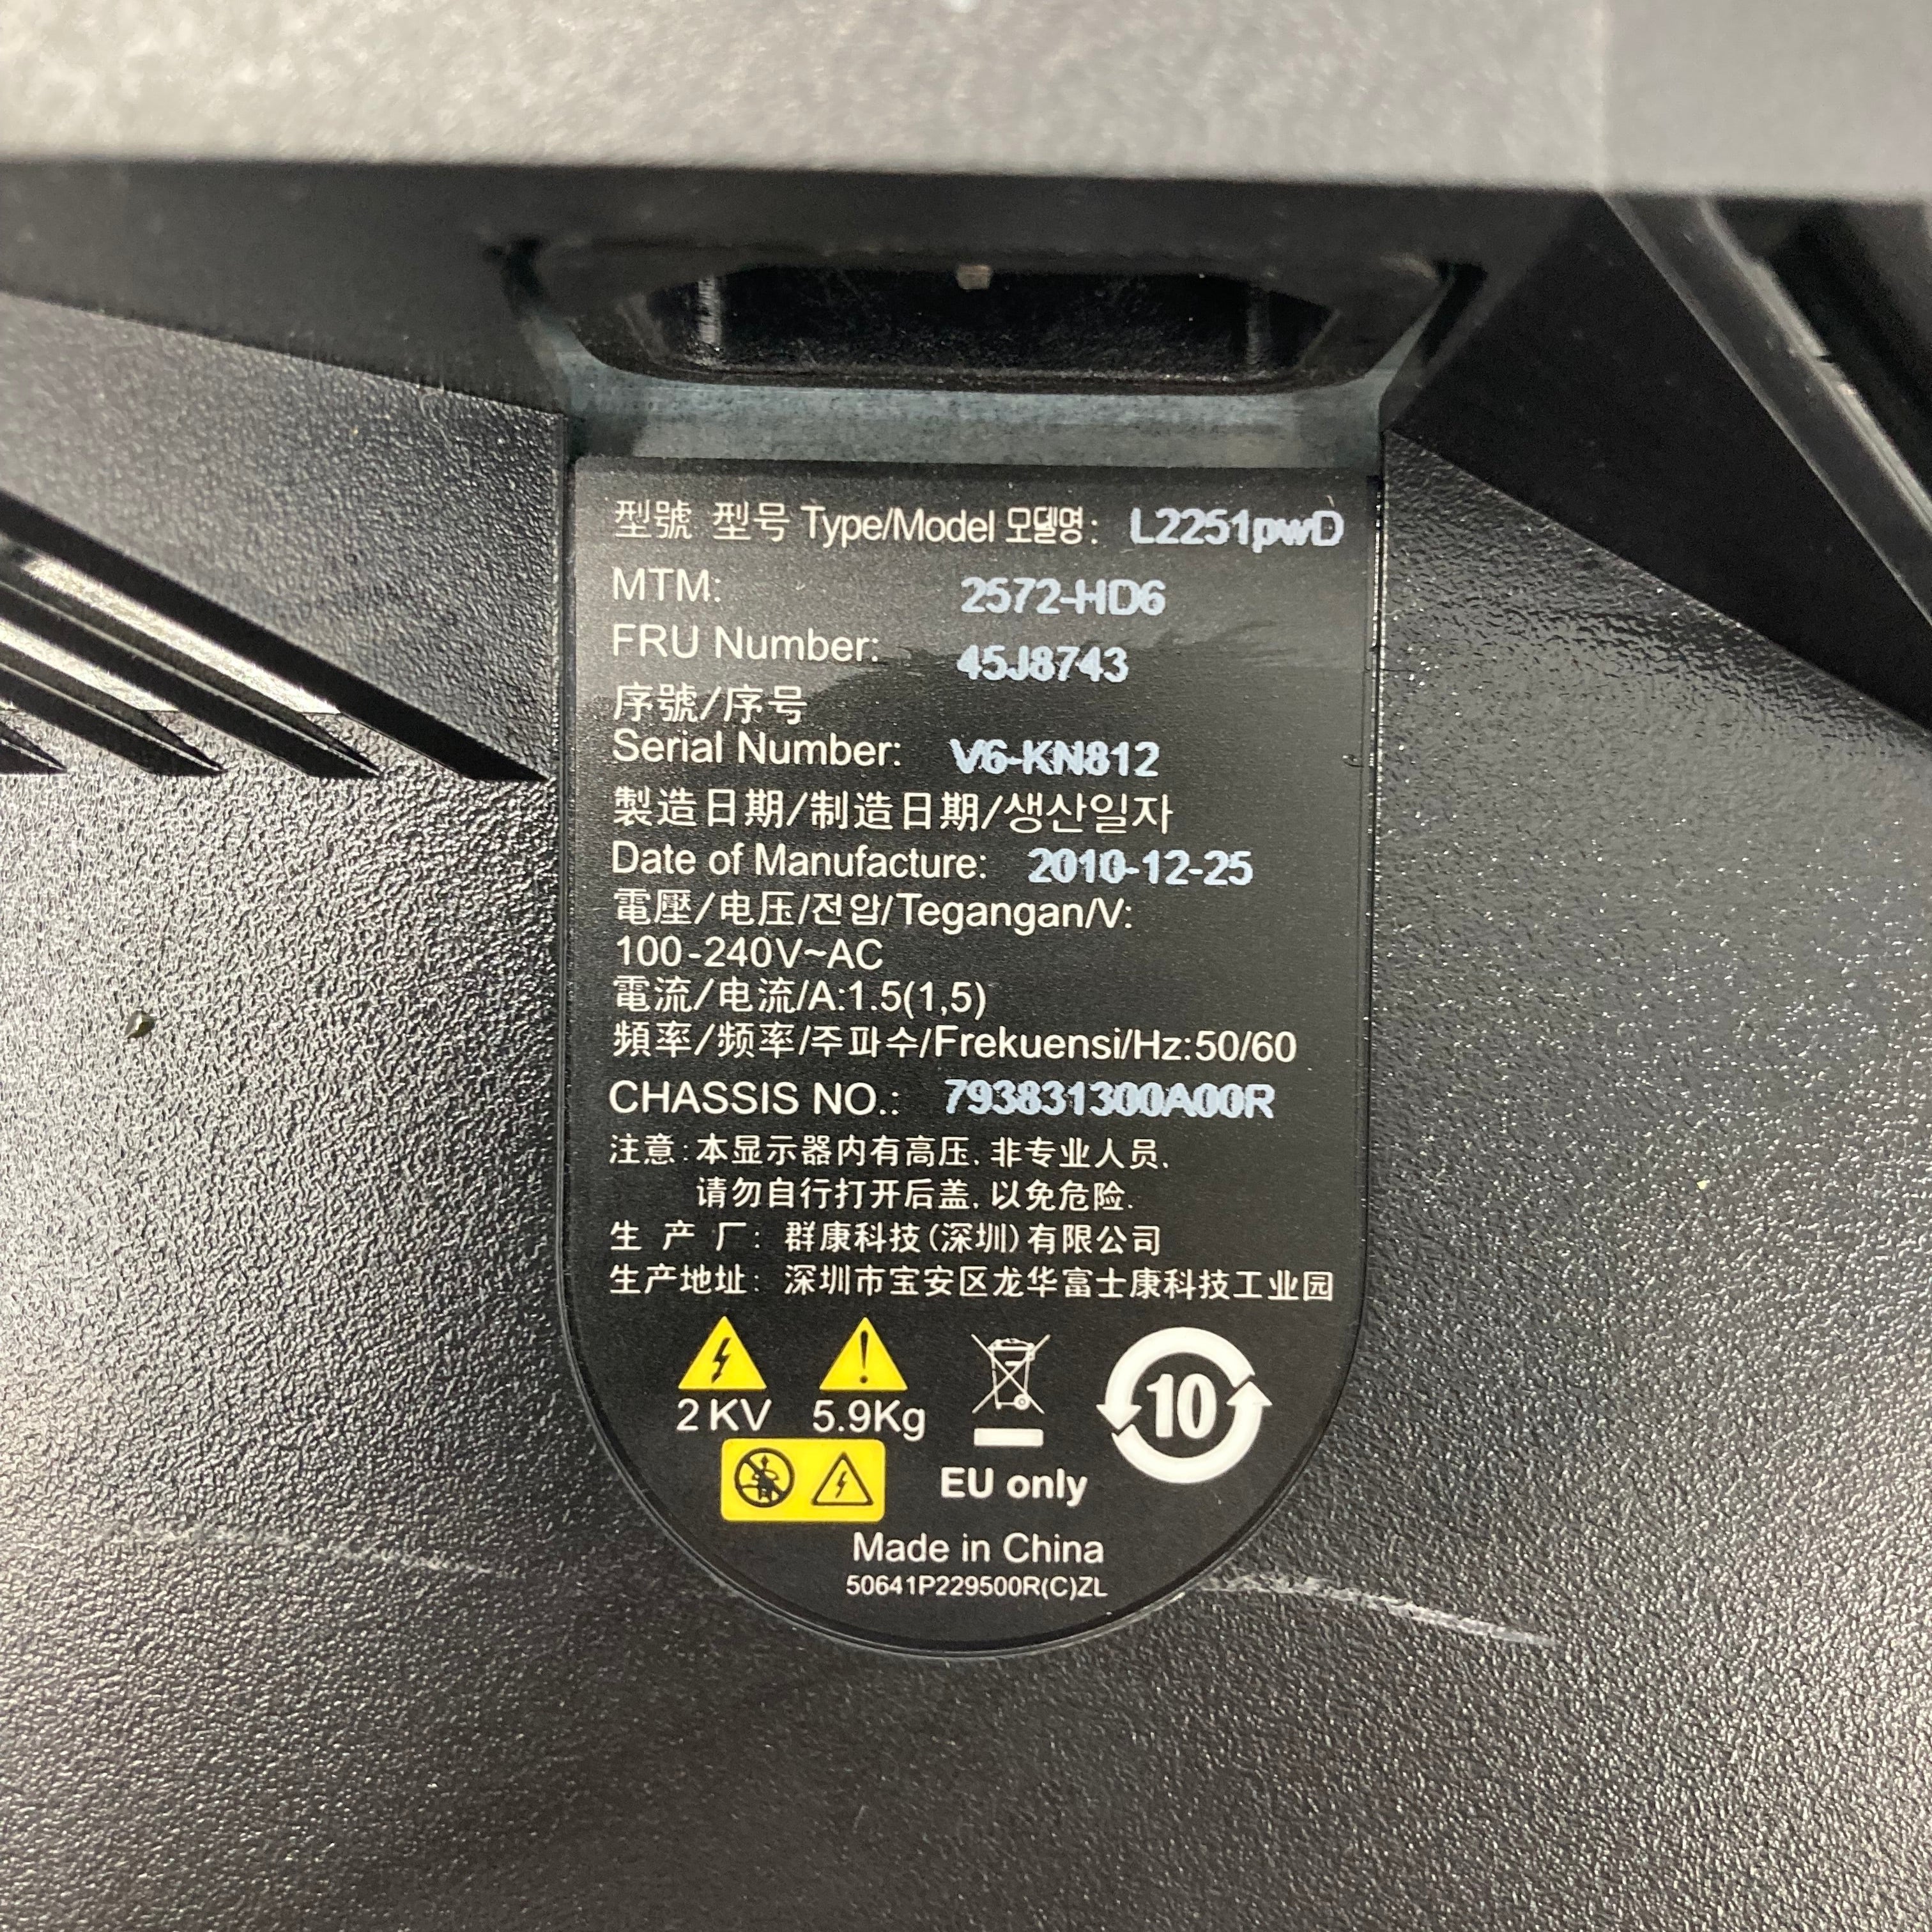 型號 型号 Type/Model 모델명: L2251pwD
MTM: 2572-HD6
FRU Number: 45J8743
序號/序号
Serial Number: V6-KN812
製造日期/制造日期/생산일자
Date of Manufacture: 2010-12-25
電壓/电压/전압/Tegangan/V:
100-240V~AC
電流/电流/A:1.5(1,5)
頻率/频率/주파수/Frekuensi/Hz:50/60
CHASSIS NO.: 793831300A00R
注意:本显示器内有高压,非专业人员,
请勿自行打开后盖,以免危险.
生产厂: 群康科技(深圳)有限公司
生产地址: 深圳市宝安区龙华富士康科技工业园
2 KV 5.9Kg
10
EU only
Made in China
50641P229500R(C)ZL